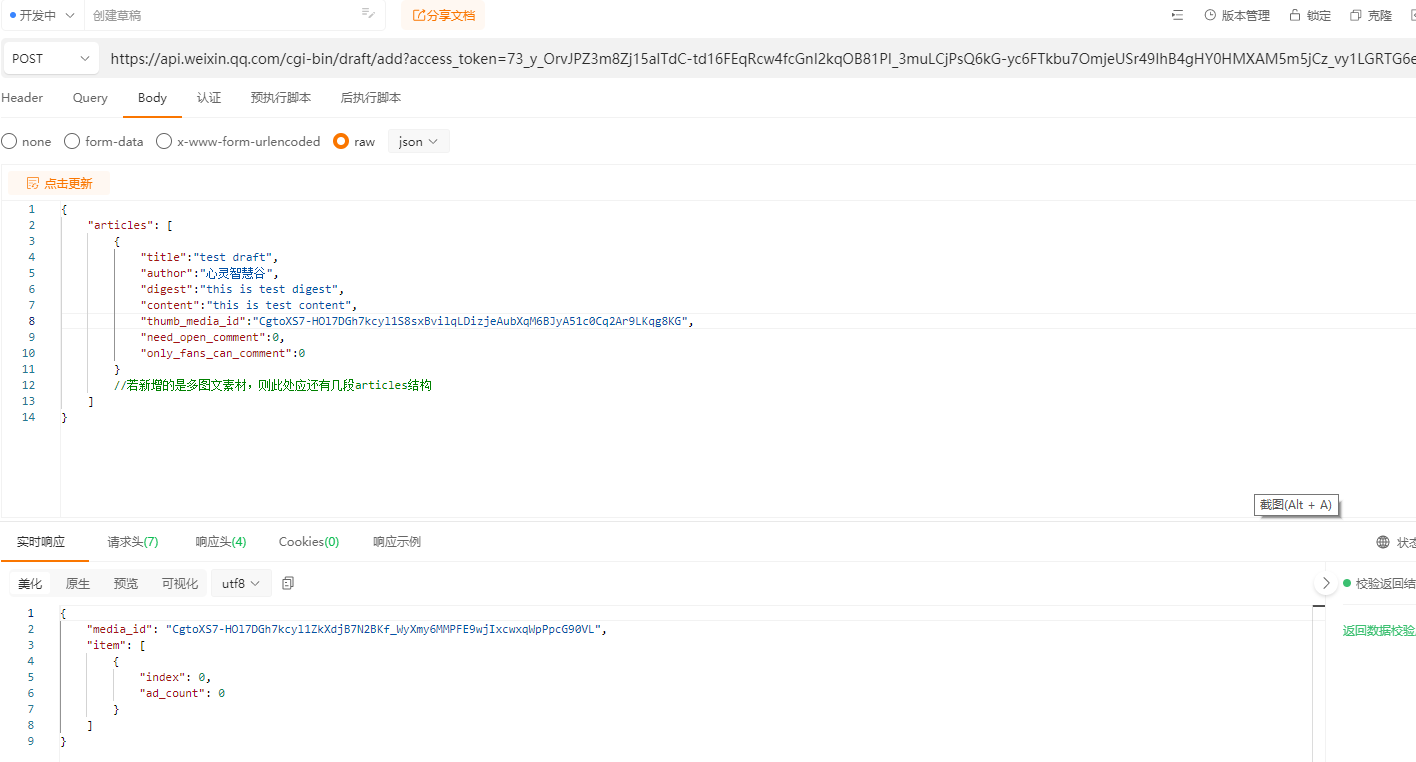 开发中 创建草稿 分享文档 版本管理 锁定 克隆
POST https://api.weixin.qq.com/cgi-bin/draft/add?access_token=73_y_OrvJPZ3m8Zj15aITdC-td16FEqRcw4fcGnI2kqOB81PI_3muLCjPsQ6kG-yc6FTkbu7OmjeUSr49IhB4gHY0HMXAM5m5jCz_vy1LGRTG6e
Header Query Body 认证 预执行脚本 后执行脚本
none form-data x-www-form-urlencoded raw json
点击更新
1 {
2 "articles": [
3 {
4 "title":"test draft",
5 "author":"心灵智慧谷",
6 "digest":"this is test digest",
7 "content":"this is test content",
8 "thumb_media_id":"CgtoXS7-HOl7DGh7kcyl1S8sxBvilqLDizjeAubXqM6BJyA51c0Cq2Ar9LKqg8KG",
9 "need_open_comment":0,
10 "only_fans_can_comment":0
11 }
12 //若新增的是多图文素材，则此处应还有几段articles结构
13 ]
14 }
截图(Alt + A)
实时响应 请求头(7) 响应头(4) Cookies(0) 响应示例 状态
美化 原生 预览 可视化 utf8 校验返回结
1 {
2 "media_id": "CgtoXS7-HOl7DGh7kcyl1ZkXdjB7N2BKf_WyXmy6MMPFE9wjIxcwxqWpPpcG90VL",
3 "item": [
4 {
5 "index": 0,
6 "ad_count": 0
7 }
8 ]
9 }
返回数据校验